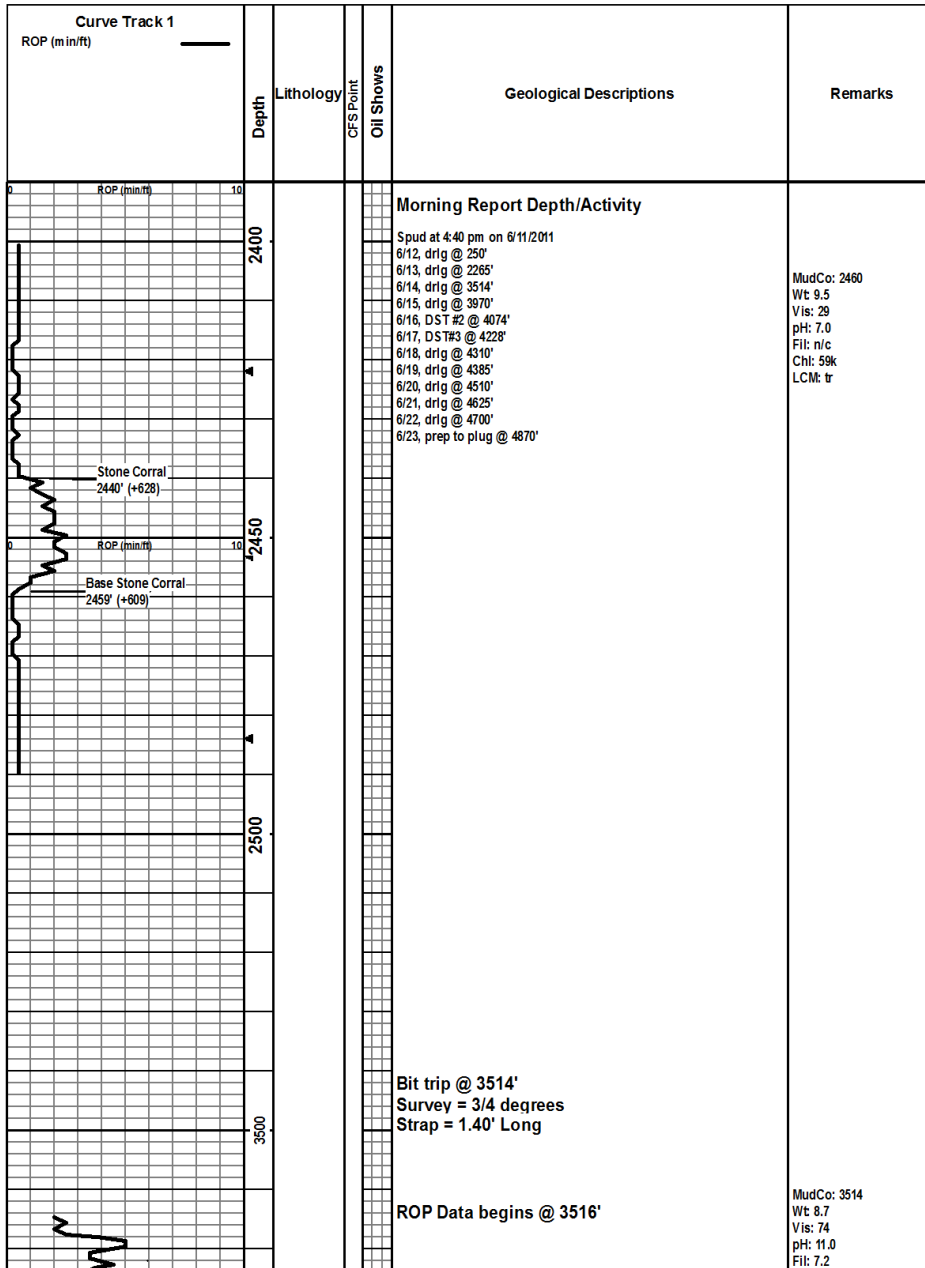 Curve Track 1
ROP (min/ft)
Depth
Lithology
CFS Point
Oil Shows
Geological Descriptions
Remarks
0 ROP (min/ft) 10
Morning Report Depth/Activity
Spud at 4:40 pm on 6/11/2011
6/12, drlg @ 250'
6/13, drlg @ 2265'
6/14, drlg @ 3514'
6/15, drlg @ 3970'
6/16, DST #2 @ 4074'
6/17, DST#3 @ 4228'
6/18, drlg @ 4310'
6/19, drlg @ 4385'
6/20, drlg @ 4510'
6/21, drlg @ 4625'
6/22, drlg @ 4700'
6/23, prep to plug @ 4870'
2400
MudCo: 2460
Wt: 9.5
Vis: 29
pH: 7.0
Fil: n/c
Chl: 59k
LCM: tr
Stone Corral
2440' (+628)
0 ROP (min/ft) 10
2450
Base Stone Corral
2459' (+609)
2500
Bit trip @ 3514'
Survey = 3/4 degrees
Strap = 1.40' Long
3500
ROP Data begins @ 3516'
MudCo: 3514
Wt: 8.7
Vis: 74
pH: 11.0
Fil: 7.2